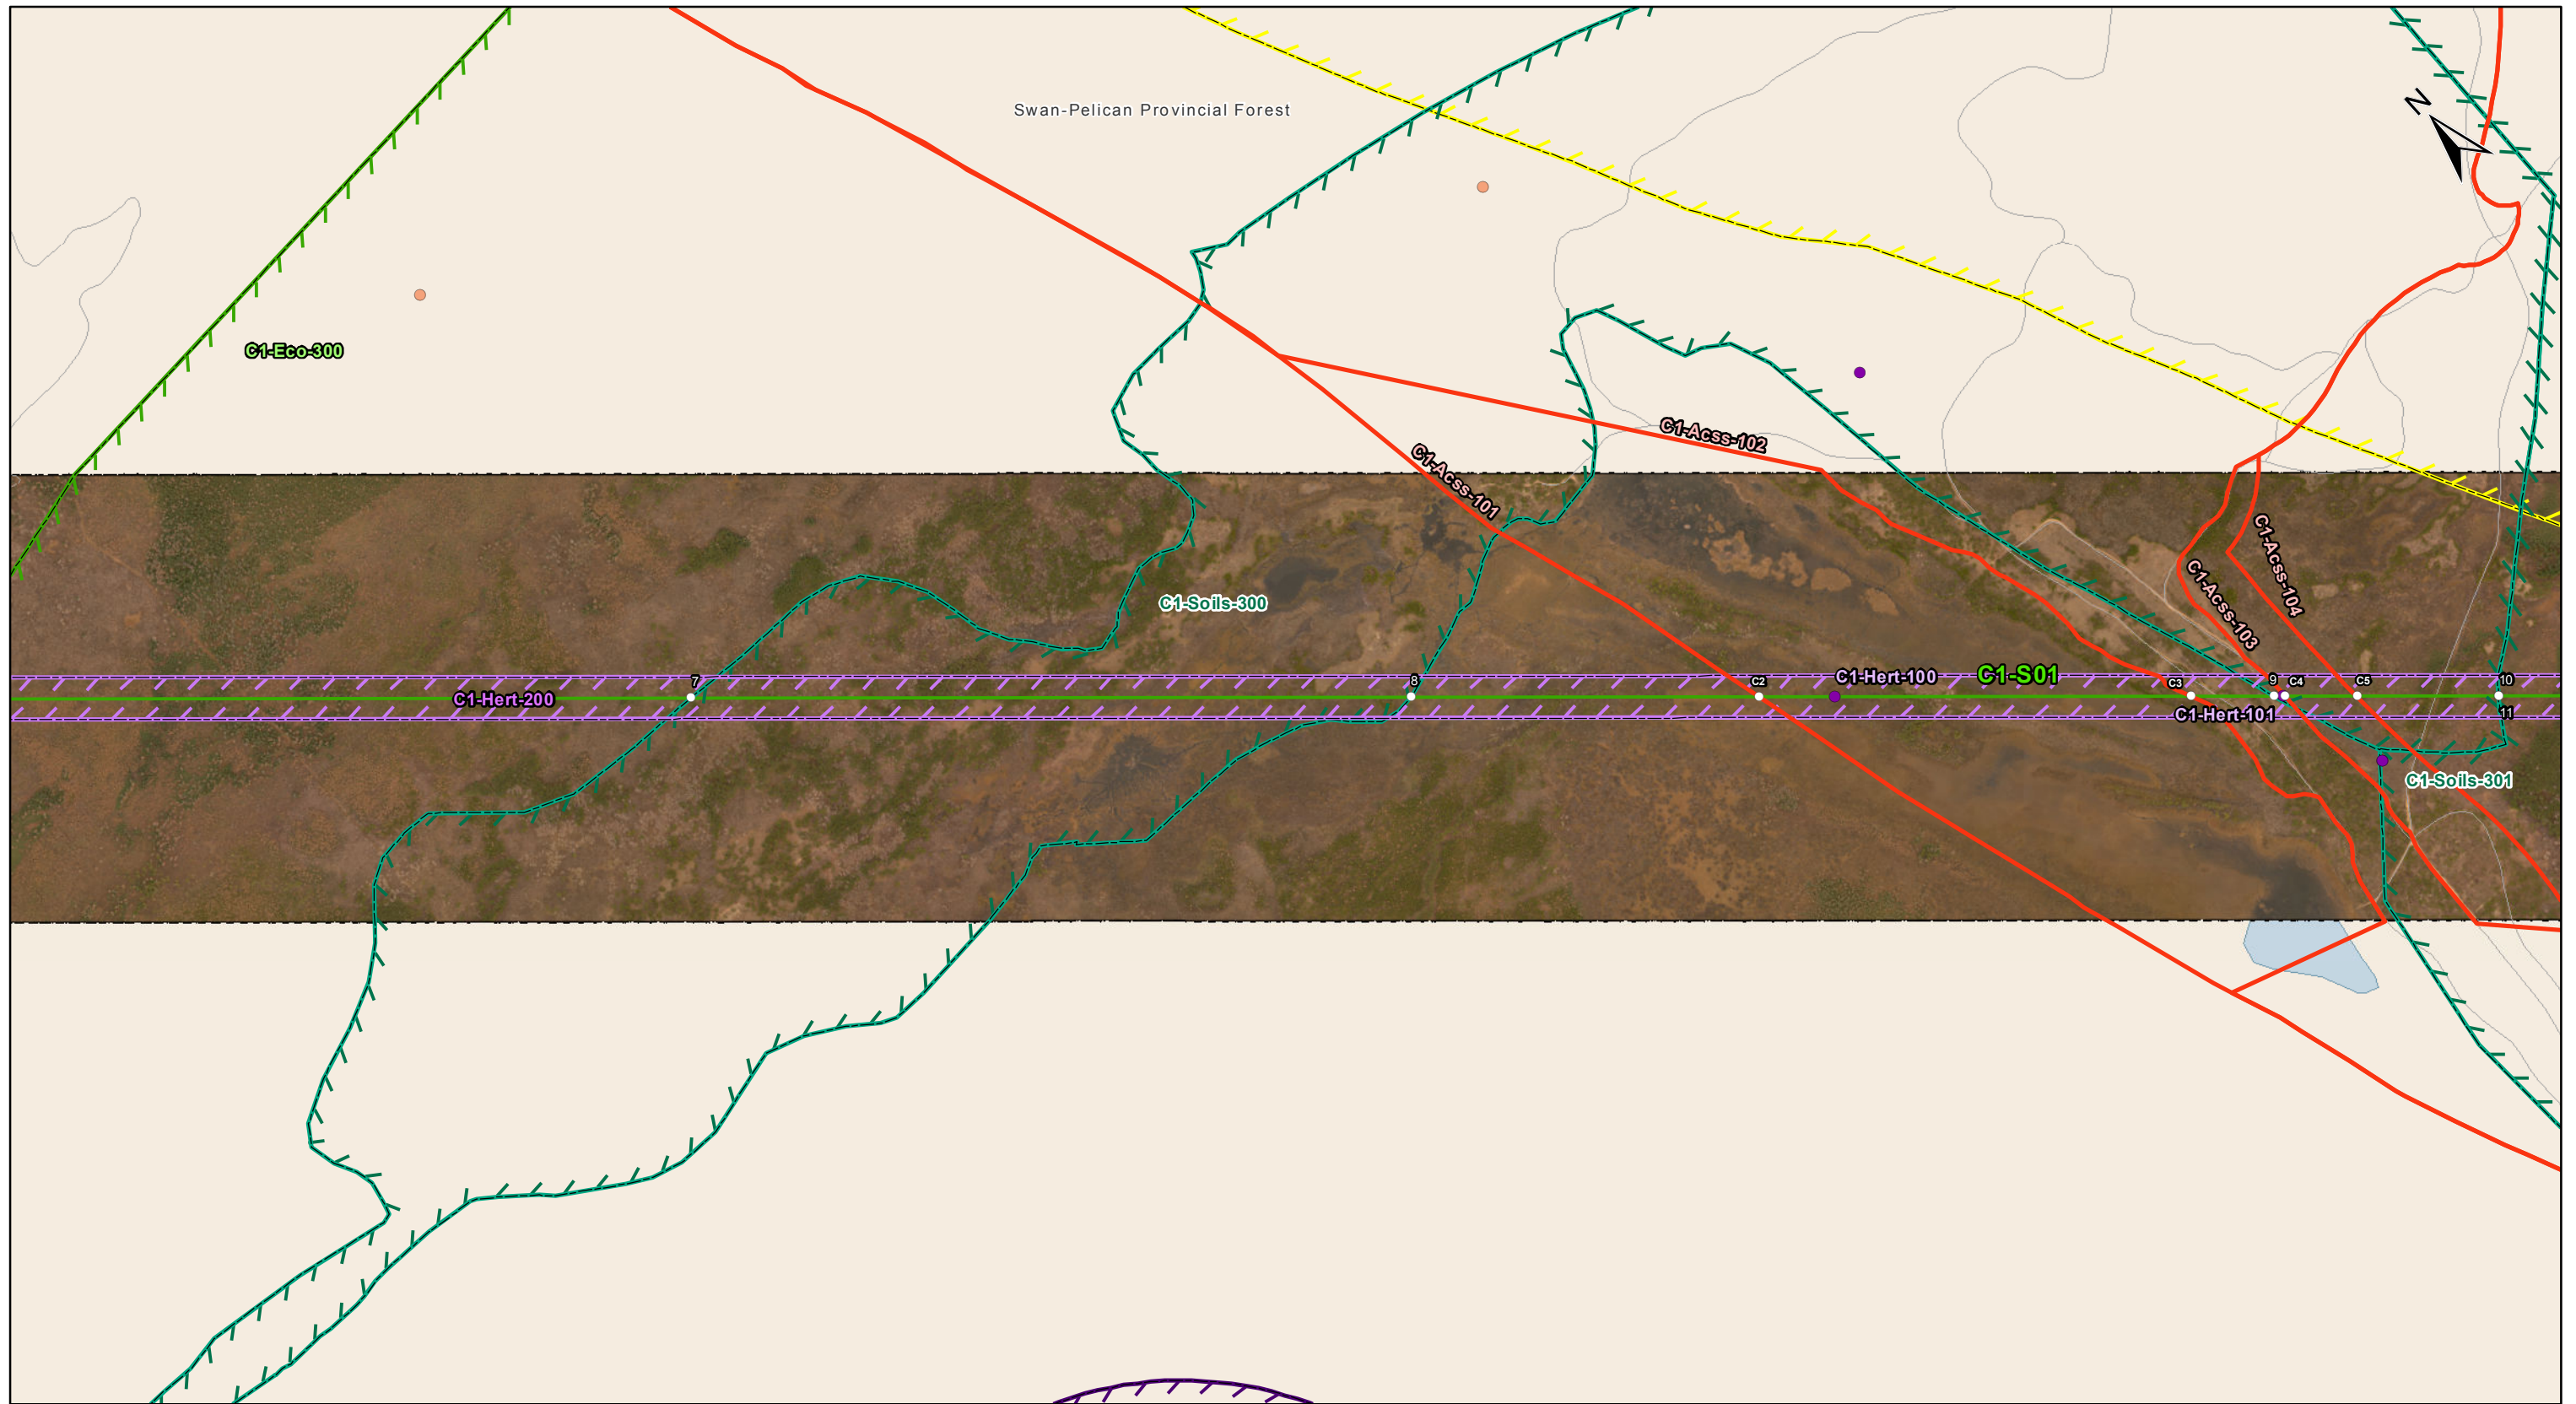 N
Swan-Pelican Provincial Forest
C1-Eco-300
C1-Acss-102
C1-Acss-101
C1-Acss-104
C1-Acss-103
C1-Soils-300
7
8
C2
C1-Hert-100
C1-S01
C3
9
C4
C5
10
C1-Hert-200
C1-Hert-101
11
C1-Soils-301